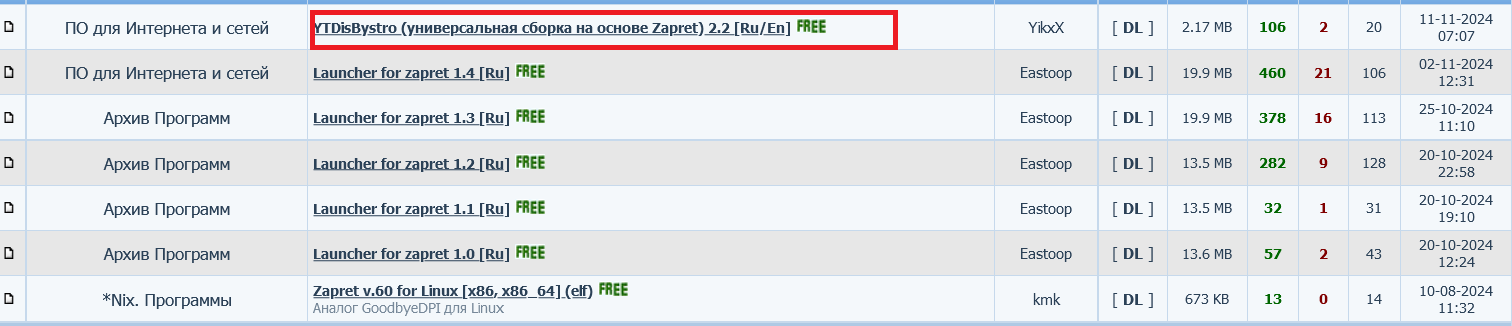 ПО для Интернета и сетей YTDisBystro (универсальная сборка на основе Zapret) 2.2 [Ru/En] FREE YikxX [ DL ] 2.17 MB 106 2 20 11-11-2024 07:07
ПО для Интернета и сетей Launcher for zapret 1.4 [Ru] FREE Eastoop [ DL ] 19.9 MB 460 21 106 02-11-2024 12:31
Архив Программ Launcher for zapret 1.3 [Ru] FREE Eastoop [ DL ] 19.9 MB 378 16 113 25-10-2024 11:10
Архив Программ Launcher for zapret 1.2 [Ru] FREE Eastoop [ DL ] 13.5 MB 282 9 128 20-10-2024 22:58
Архив Программ Launcher for zapret 1.1 [Ru] FREE Eastoop [ DL ] 13.5 MB 32 1 31 20-10-2024 19:10
Архив Программ Launcher for zapret 1.0 [Ru] FREE Eastoop [ DL ] 13.6 MB 57 2 43 20-10-2024 12:24
*Nix. Программы Zapret v.60 for Linux [x86, x86_64] (elf) FREE kmk [ DL ] 673 KB 13 0 14 10-08-2024 11:32
Аналог GoodbyeDPI для Linux